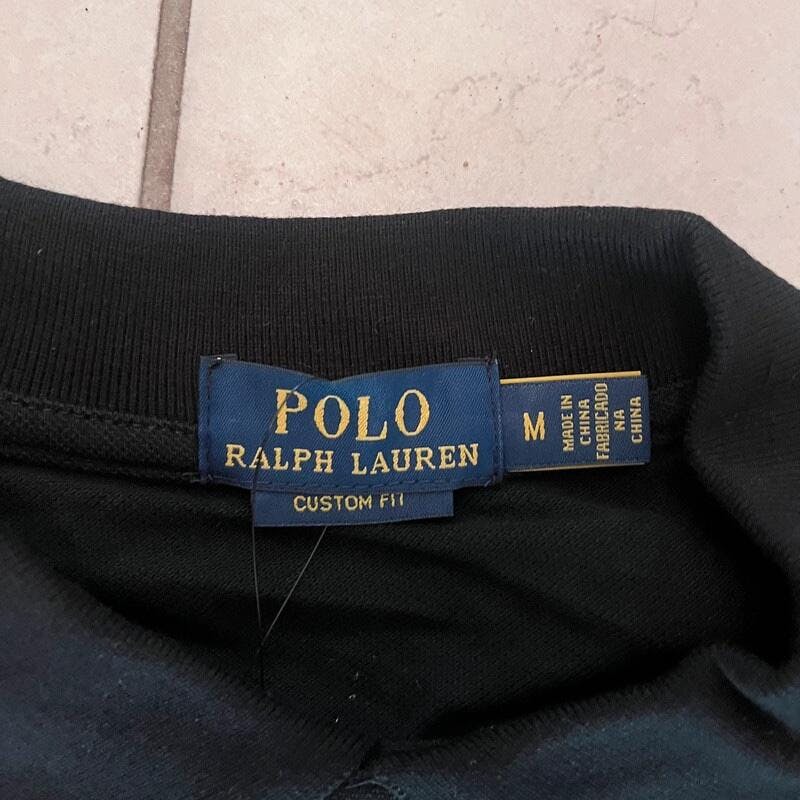 POLO
RALPH LAUREN
CUSTOM FIT
M
MADE IN
CHINA
FABRICADO
NA
CHINA